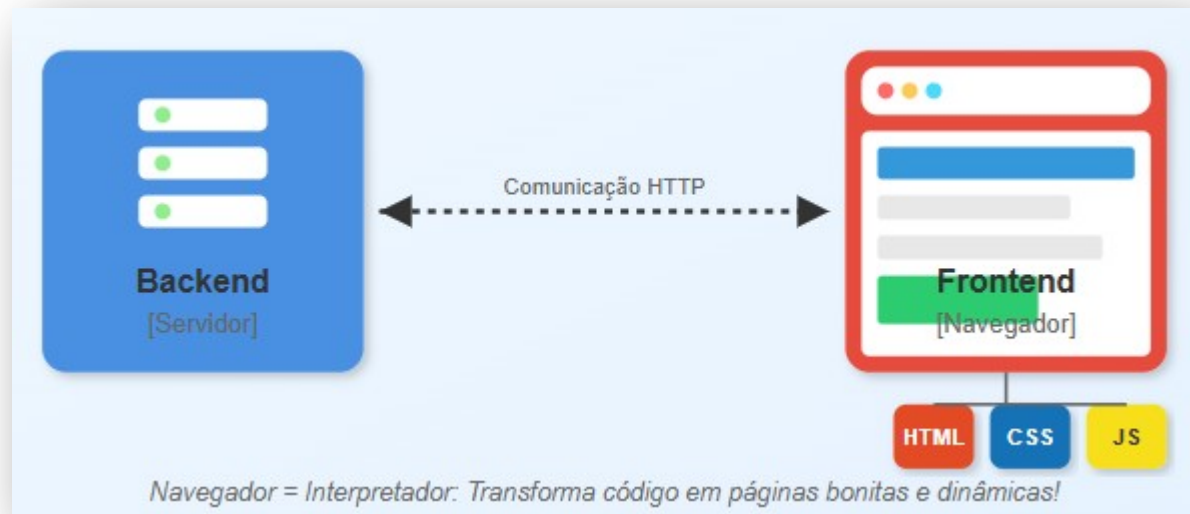 Comunicação HTTP
Backend
[Servidor]
Frontend
[Navegador]
HTML
CSS
JS
Navegador = Interpretador: Transforma código em páginas bonitas e dinâmicas!